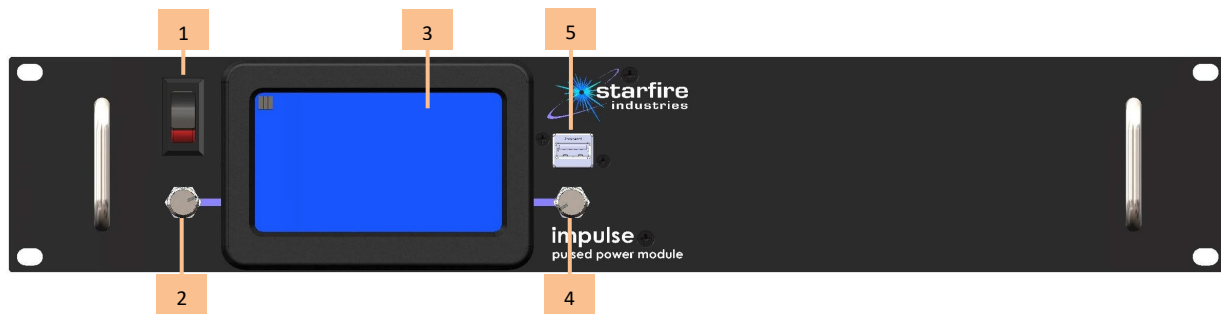 1
3
5
starfire
industries
impulse
pulsed power module
2
4